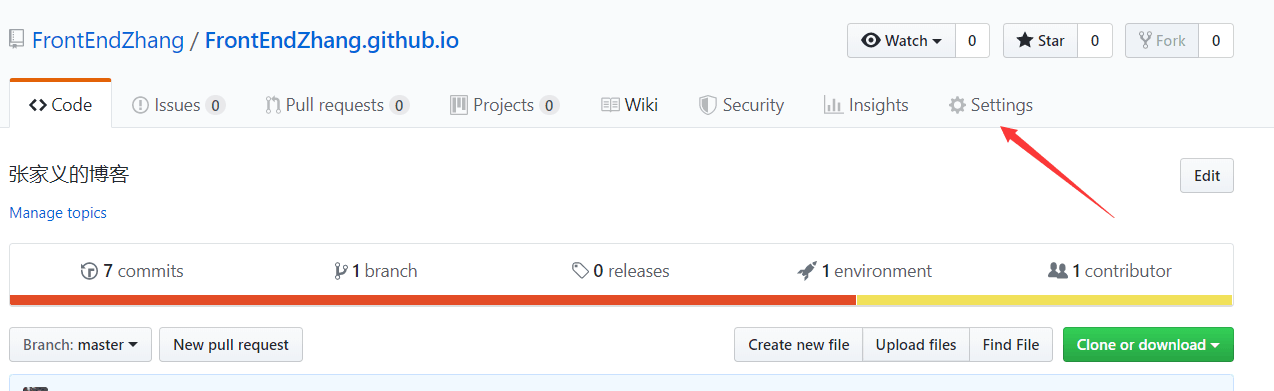 FrontEndZhang / FrontEndZhang.github.io Watch 0 Star 0 Fork 0
Code Issues 0 Pull requests 0 Projects 0 Wiki Security Insights Settings
张家义的博客 Edit
Manage topics
7 commits 1 branch 0 releases 1 environment 1 contributor
Branch: master New pull request Create new file Upload files Find File Clone or download